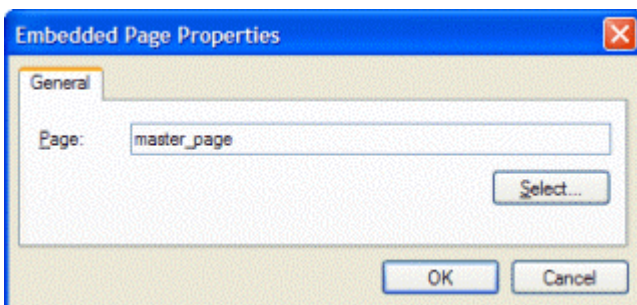 Embedded Page Properties
General
Page: master_page
Select...
OK Cancel